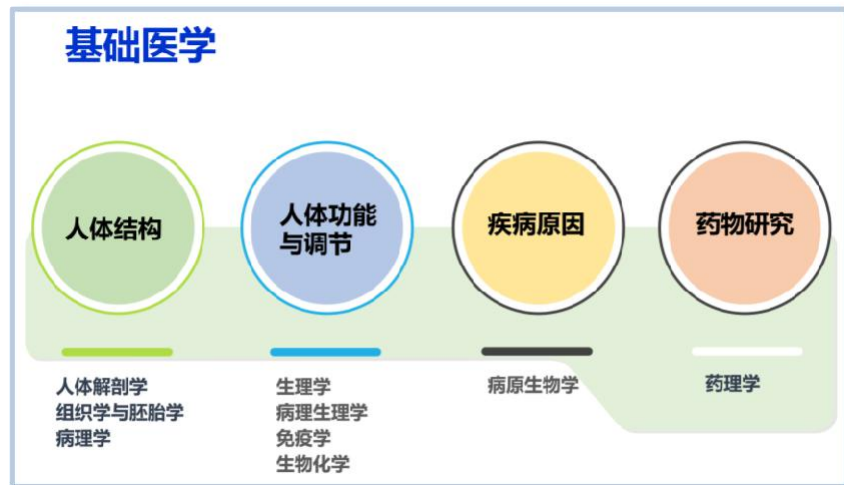 基础医学
人体结构
人体功能
与调节
疾病原因
药物研究
人体解剖学
组织学与胚胎学
病理学
生理学
病理生理学
免疫学
生物化学
病原生物学
药理学